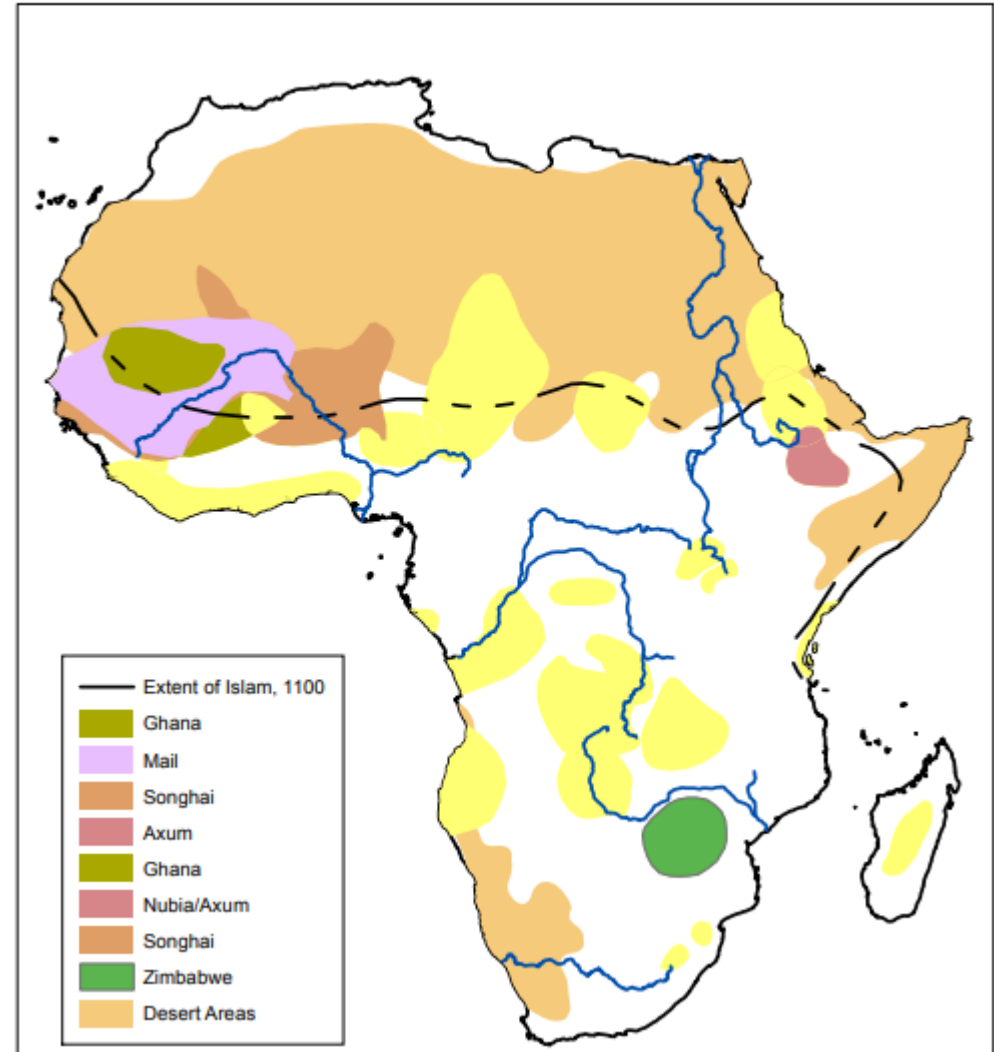 Extent of Islam, 1100
Ghana
Mail
Songhai
Axum
Ghana
Nubia/Axum
Songhai
Zimbabwe
Desert Areas